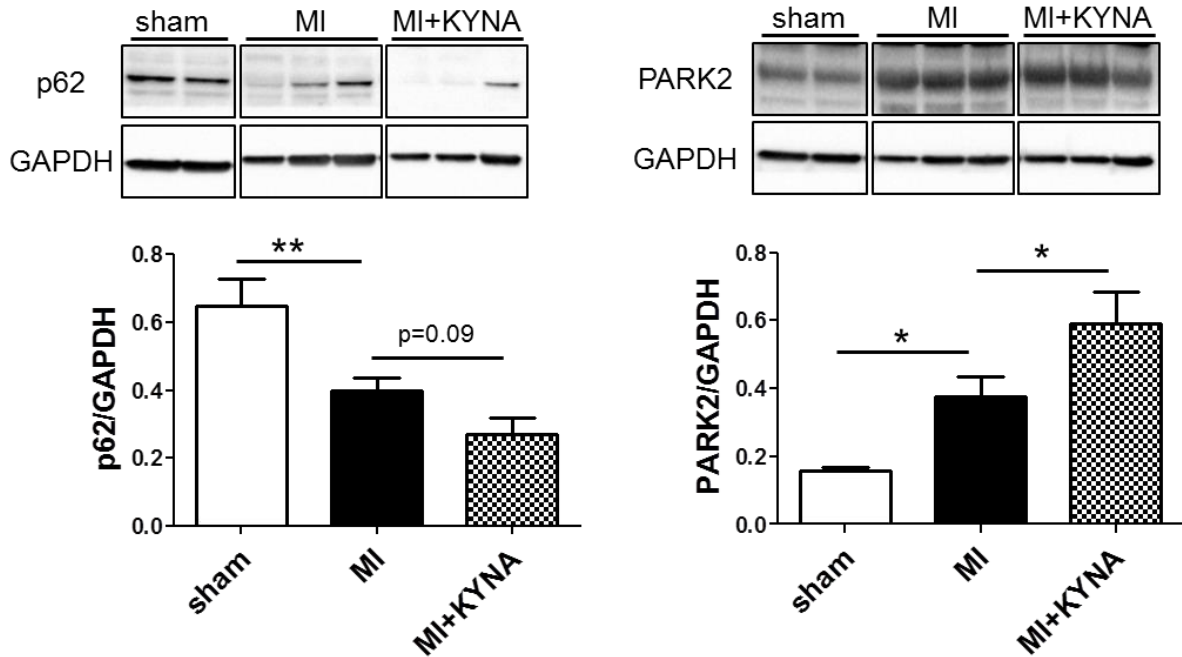 sham MI MI+KYNA
p62
GAPDH
**
p=0.09
p62/GAPDH
0.8
0.6
0.4
0.2
0.0
sham
MI
MI+KYNA
sham MI MI+KYNA
PARK2
GAPDH
*
*
PARK2/GAPDH
0.8
0.6
0.4
0.2
0.0
sham
MI
MI+KYNA